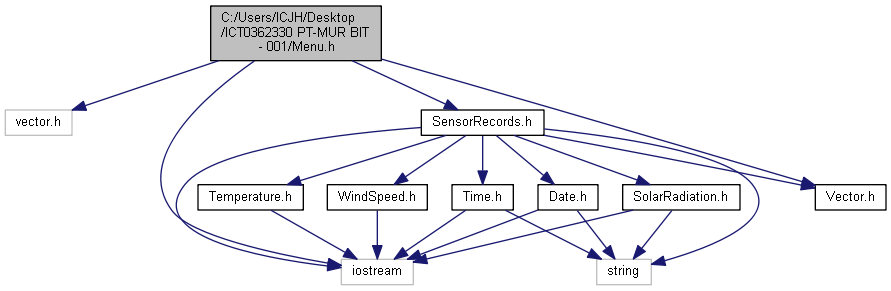 C:/Users/ICJH/Desktop
/ICT0362330 PT-MUR BIT
- 001/Menu.h
vector.h
SensorRecords.h
Temperature.h
WindSpeed.h
Time.h
Date.h
SolarRadiation.h
Vector.h
iostream
string